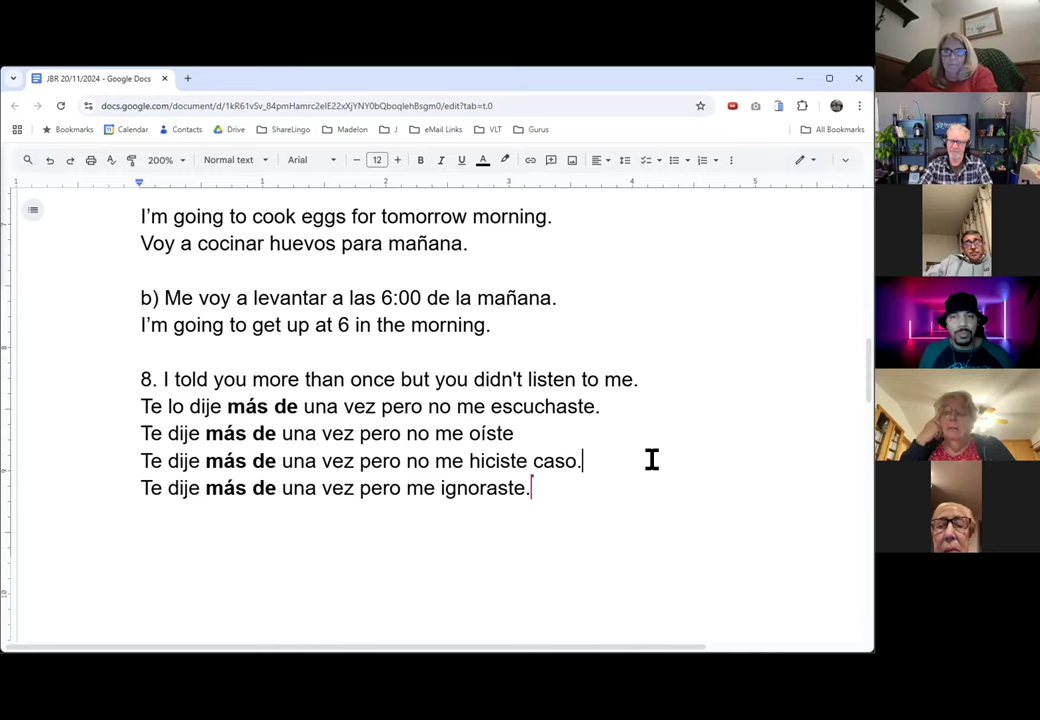 JBR 20/11/2024 - Google Docs
docs.google.com/document/d/1kR61vSv_84pmHamrc2elE22xXjYNY0bQboqlehBsgm0/edit?tab=t.0
Bookmarks Calendar Contacts Drive ShareLingo Madelon J eMail Links VLT Gurus All Bookmarks
200% Normal text Arial 12 B I U A
1 1 2 3 4 5
I'm going to cook eggs for tomorrow morning.
Voy a cocinar huevos para mañana.
b) Me voy a levantar a las 6:00 de la mañana.
I'm going to get up at 6 in the morning.
8. I told you more than once but you didn't listen to me.
Te lo dije más de una vez pero no me escuchaste.
Te dije más de una vez pero no me oíste
Te dije más de una vez pero no me hiciste caso.
Te dije más de una vez pero me ignoraste.